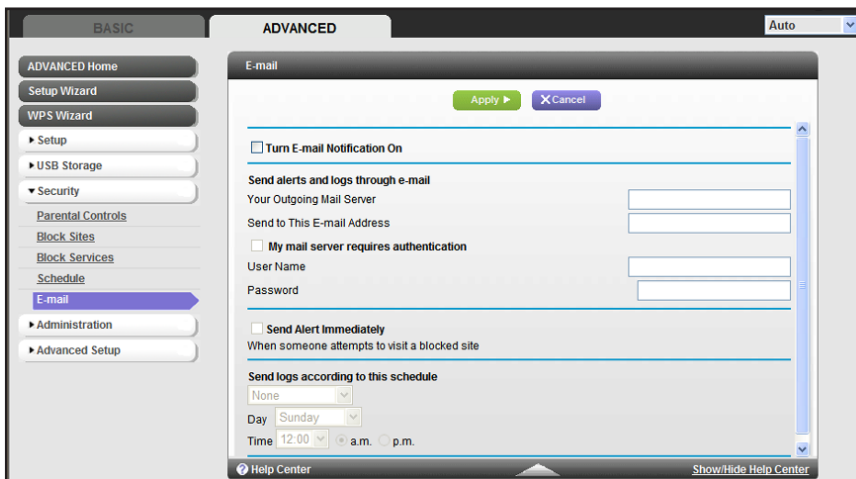 BASIC
ADVANCED
Auto
ADVANCED Home
Setup Wizard
WPS Wizard
Setup
USB Storage
Security
Parental Controls
Block Sites
Block Services
Schedule
E-mail
Administration
Advanced Setup
E-mail
Apply
Cancel
Turn E-mail Notification On
Send alerts and logs through e-mail
Your Outgoing Mail Server
Send to This E-mail Address
My mail server requires authentication
User Name
Password
Send Alert Immediately
When someone attempts to visit a blocked site
Send logs according to this schedule
None
Day Sunday
Time 12:00 a.m. p.m.
Help Center
Show/Hide Help Center